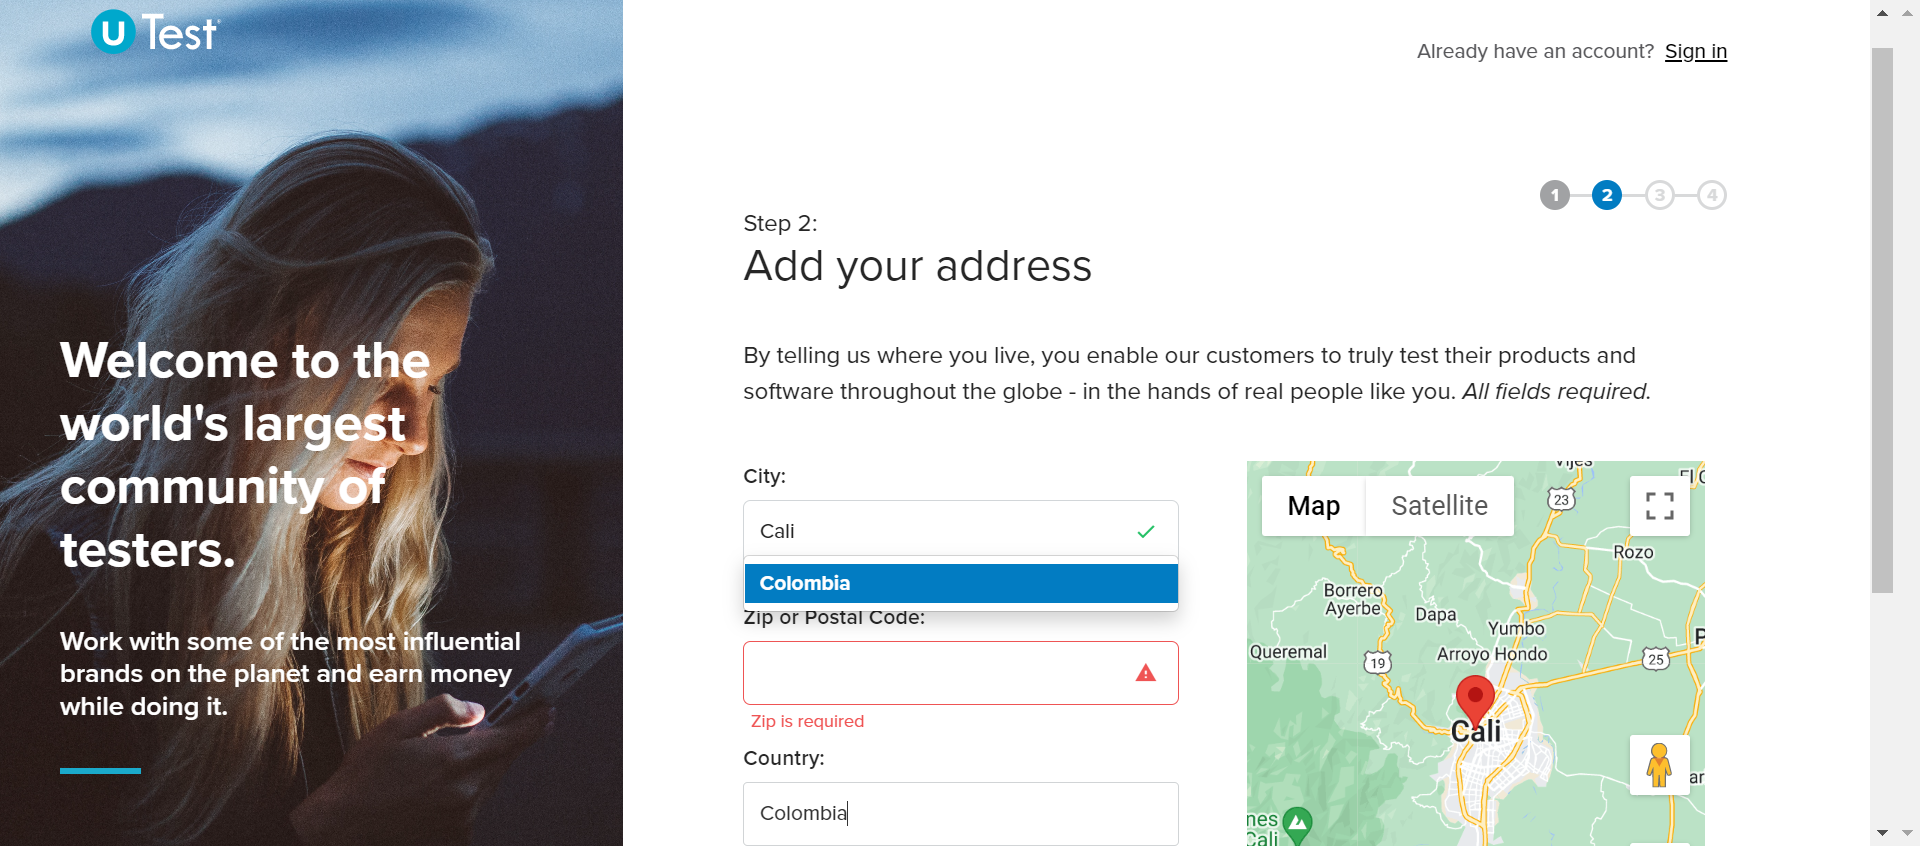 U Test
Already have an account? Sign in
1 2 3 4
Step 2:
Add your address
Welcome to the
world's largest
community of
testers.
Work with some of the most influential
brands on the planet and earn money
while doing it.
By telling us where you live, you enable our customers to truly test their products and
software throughout the globe - in the hands of real people like you. All fields required.
City:
Cali
Colombia
Zip or Postal Code:
Zip is required
Country:
Colombia
Map Satellite
Vijes
23
Rozo
Borrero
Ayerbe
Dapa
Yumbo
Arroyo Hondo
Queremal
19
25
Cali
nes
Cali